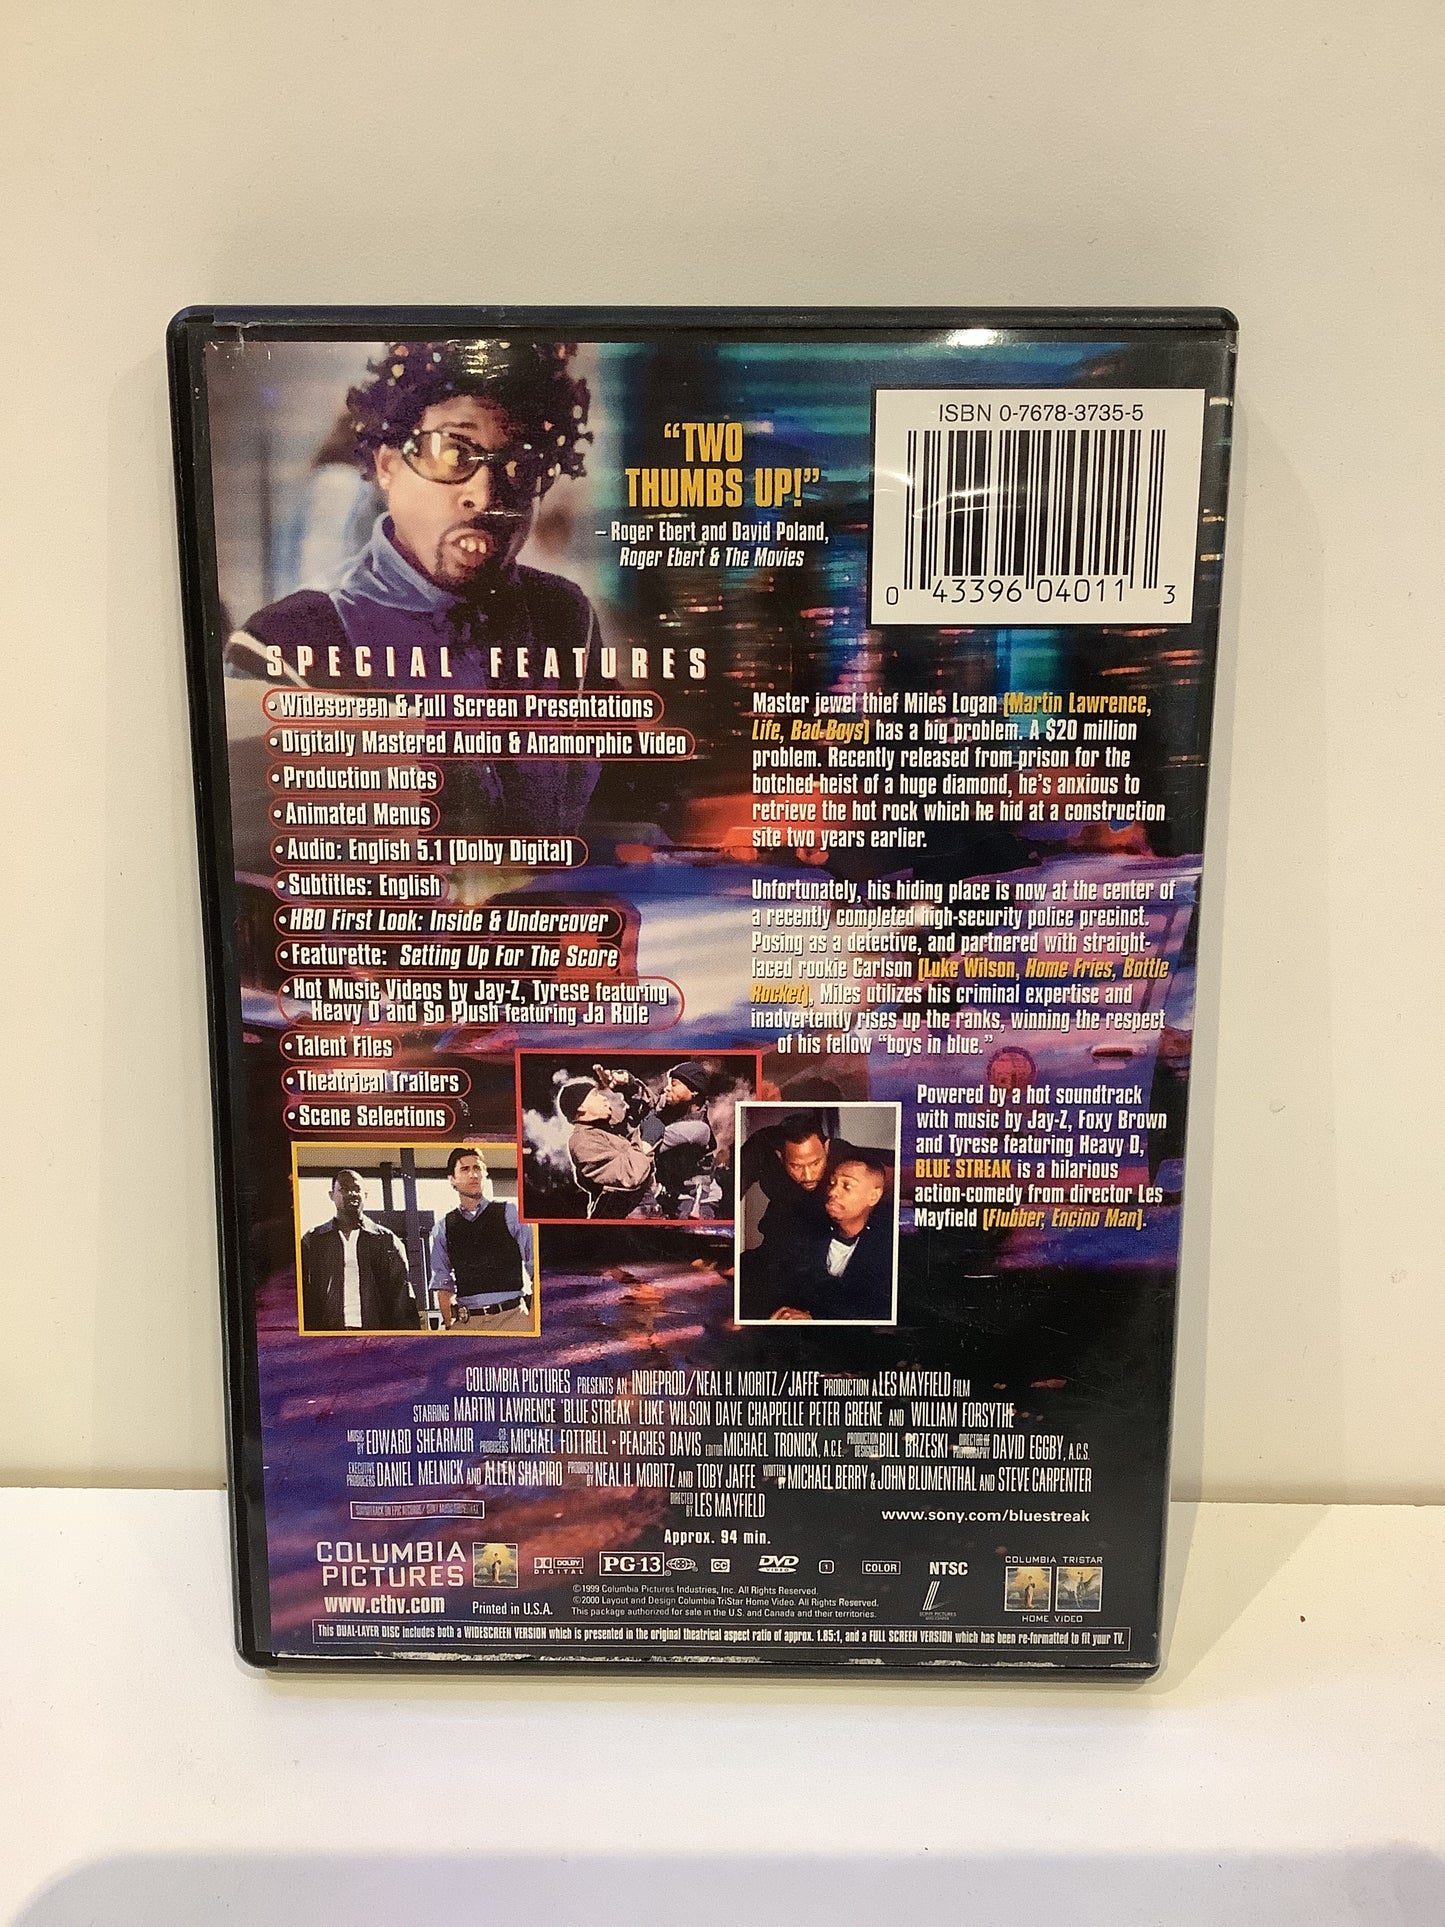 ISBN 0-7678-3735-5
0 43396 04011 3
“TWO
THUMBS UP!”
– Roger Ebert and David Poland,
Roger Ebert & The Movies
SPECIAL FEATURES
• Widescreen & Full Screen Presentations
• Digitally Mastered Audio & Anamorphic Video
• Production Notes
• Animated Menus
• Audio: English 5.1 [Dolby Digital]
• Subtitles: English
• HBO First Look: Inside & Undercover
• Featurette: Setting Up For The Score
• Hot Music Videos by Jay-Z, Tyrese featuring
Heavy D and So Plush featuring Ja Rule
• Talent Files
• Theatrical Trailers
• Scene Selections
Master jewel thief Miles Logan [Martin Lawrence,
Life, Bad Boys] has a big problem. A $20 million
problem. Recently released from prison for the
botched heist of a huge diamond, he’s anxious to
retrieve the hot rock which he hid at a construction
site two years earlier.
Unfortunately, his hiding place is now at the center of
a recently completed high-security police precinct.
Posing as a detective, and partnered with straight-
laced rookie Carlson [Luke Wilson, Home Fries, Bottle
Rocket], Miles utilizes his criminal expertise and
inadvertently rises up the ranks, winning the respect
of his fellow “boys in blue.”
Powered by a hot soundtrack
with music by Jay-Z, Foxy Brown
and Tyrese featuring Heavy D,
BLUE STREAK is a hilarious
action-comedy from director Les
Mayfield [Flubber, Encino Man].
COLUMBIA PICTURES PRESENTS AN INDIEPROD/NEAL H. MORITZ/JAFFE PRODUCTION A LES MAYFIELD FILM
STARRING MARTIN LAWRENCE 'BLUE STREAK' LUKE WILSON DAVE CHAPPELLE PETER GREENE AND WILLIAM FORSYTHE
MUSIC BY EDWARD SHEARMUR CO-PRODUCERS MICHAEL FOTTRELL • PEACHES DAVIS EDITOR MICHAEL TRONICK, A.C.E. PRODUCTION DESIGNER BILL BRZESKI DIRECTOR OF PHOTOGRAPHY DAVID EGGBY, A.C.S.
EXECUTIVE PRODUCERS DANIEL MELNICK AND ALLEN SHAPIRO PRODUCED BY NEAL H. MORITZ AND TOBY JAFFE WRITTEN BY MICHAEL BERRY & JOHN BLUMENTHAL AND STEVE CARPENTER
DIRECTED BY LES MAYFIELD
SOUNDTRACK ON EPIC RECORDS/
www.sony.com/bluestreak
Approx. 94 min.
COLUMBIA
PICTURES
www.cthv.com
DOLBY
DIGITAL
PG-13
CC
DVD
VIDEO
1
COLOR
NTSC
SONY PICTURES
COLUMBIA TRISTAR
HOME VIDEO
Printed in U.S.A.
©1999 Columbia Pictures Industries, Inc. All Rights Reserved.
©2000 Layout and Design Columbia TriStar Home Video. All Rights Reserved.
This package authorized for sale in the U.S. and Canada and their territories.
This DUAL-LAYER DISC includes both a WIDESCREEN VERSION which is presented in the original theatrical aspect ratio of approx. 1.85:1, and a FULL SCREEN VERSION which has been re-formatted to fit your TV.